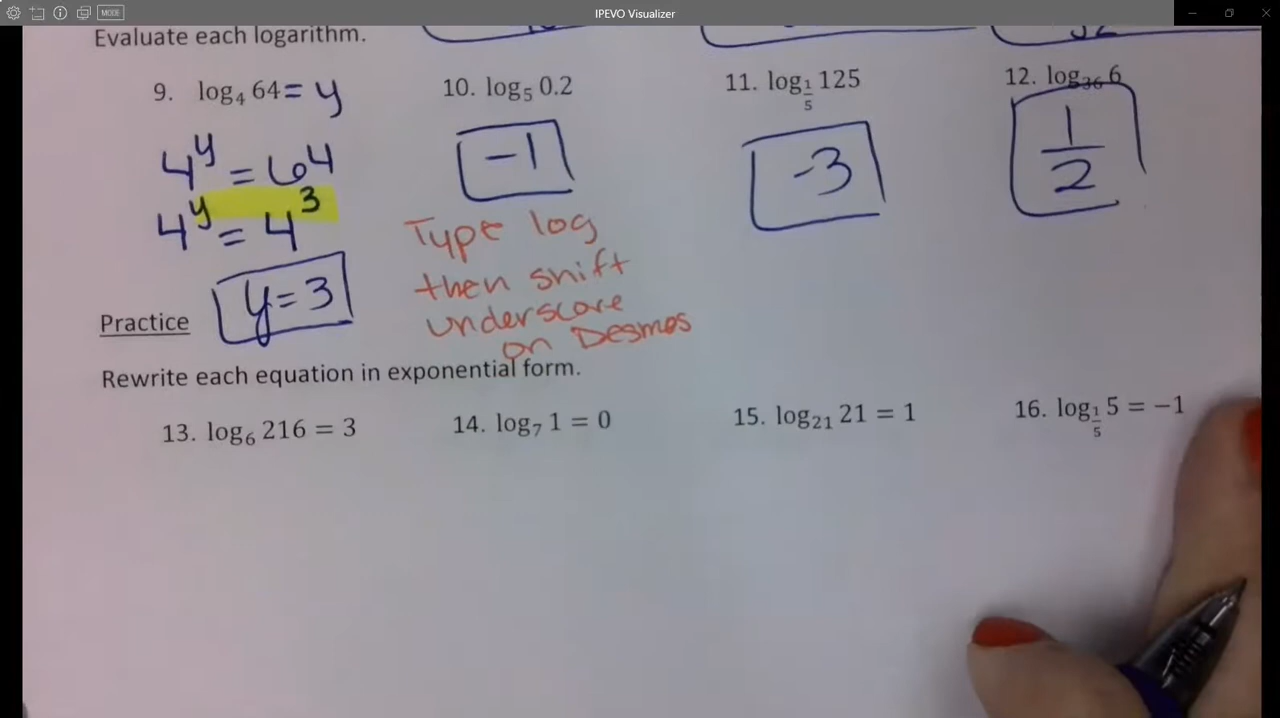 MODE
IPEVO Visualizer
Evaluate each logarithm.
9. log₄ 64 = y
10. log₅ 0.2
11. log_{1/5} 125
12. log₃₆ 6
4^y = 64
4^y = 4^3
y = 3
-1
-3
1/2
Type log
then shift
underscore
on Desmos
Practice
Rewrite each equation in exponential form.
13. log₆ 216 = 3
14. log₇ 1 = 0
15. log₂₁ 21 = 1
16. log_{1/5} 5 = −1